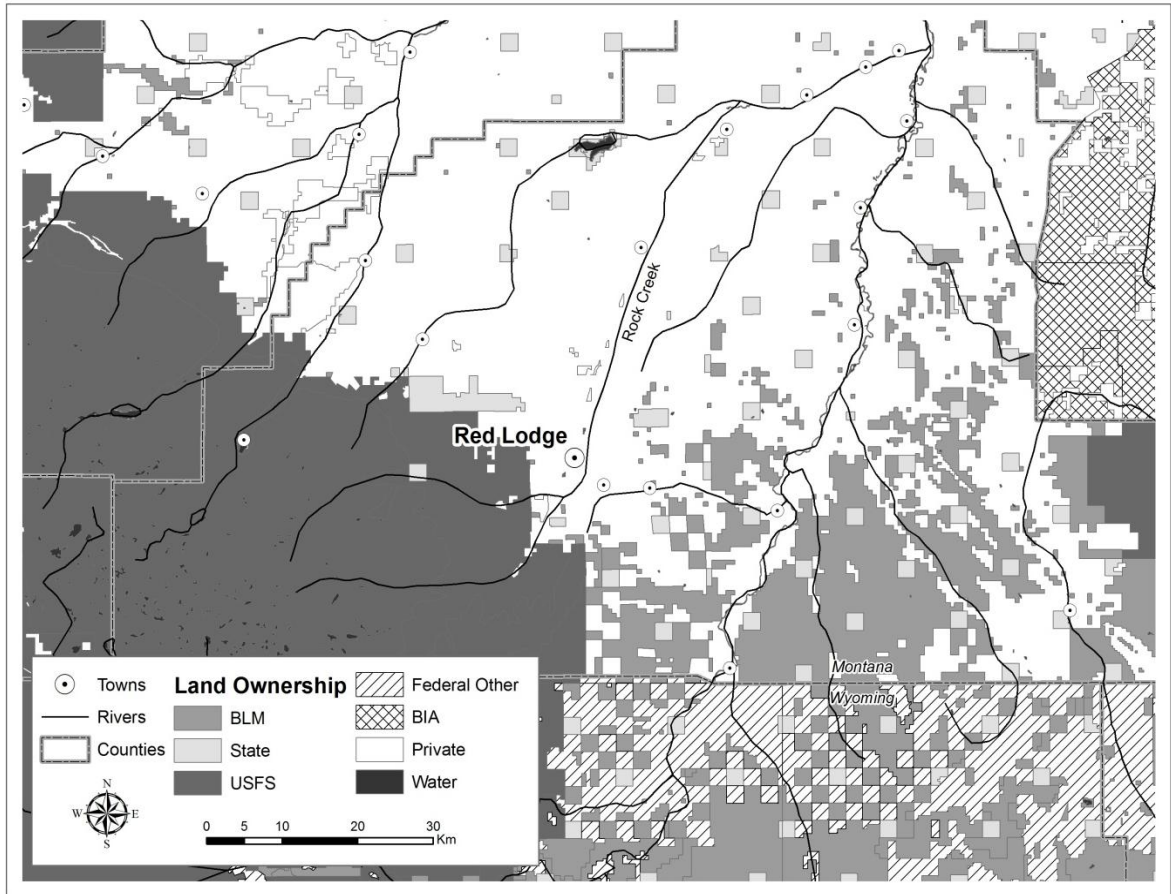 Rock Creek
Red Lodge
Montana
Wyoming
Towns
Rivers
Counties
Land Ownership
BLM
State
USFS
Federal Other
BIA
Private
Water
N
W E
S
0 5 10 20 30
Km